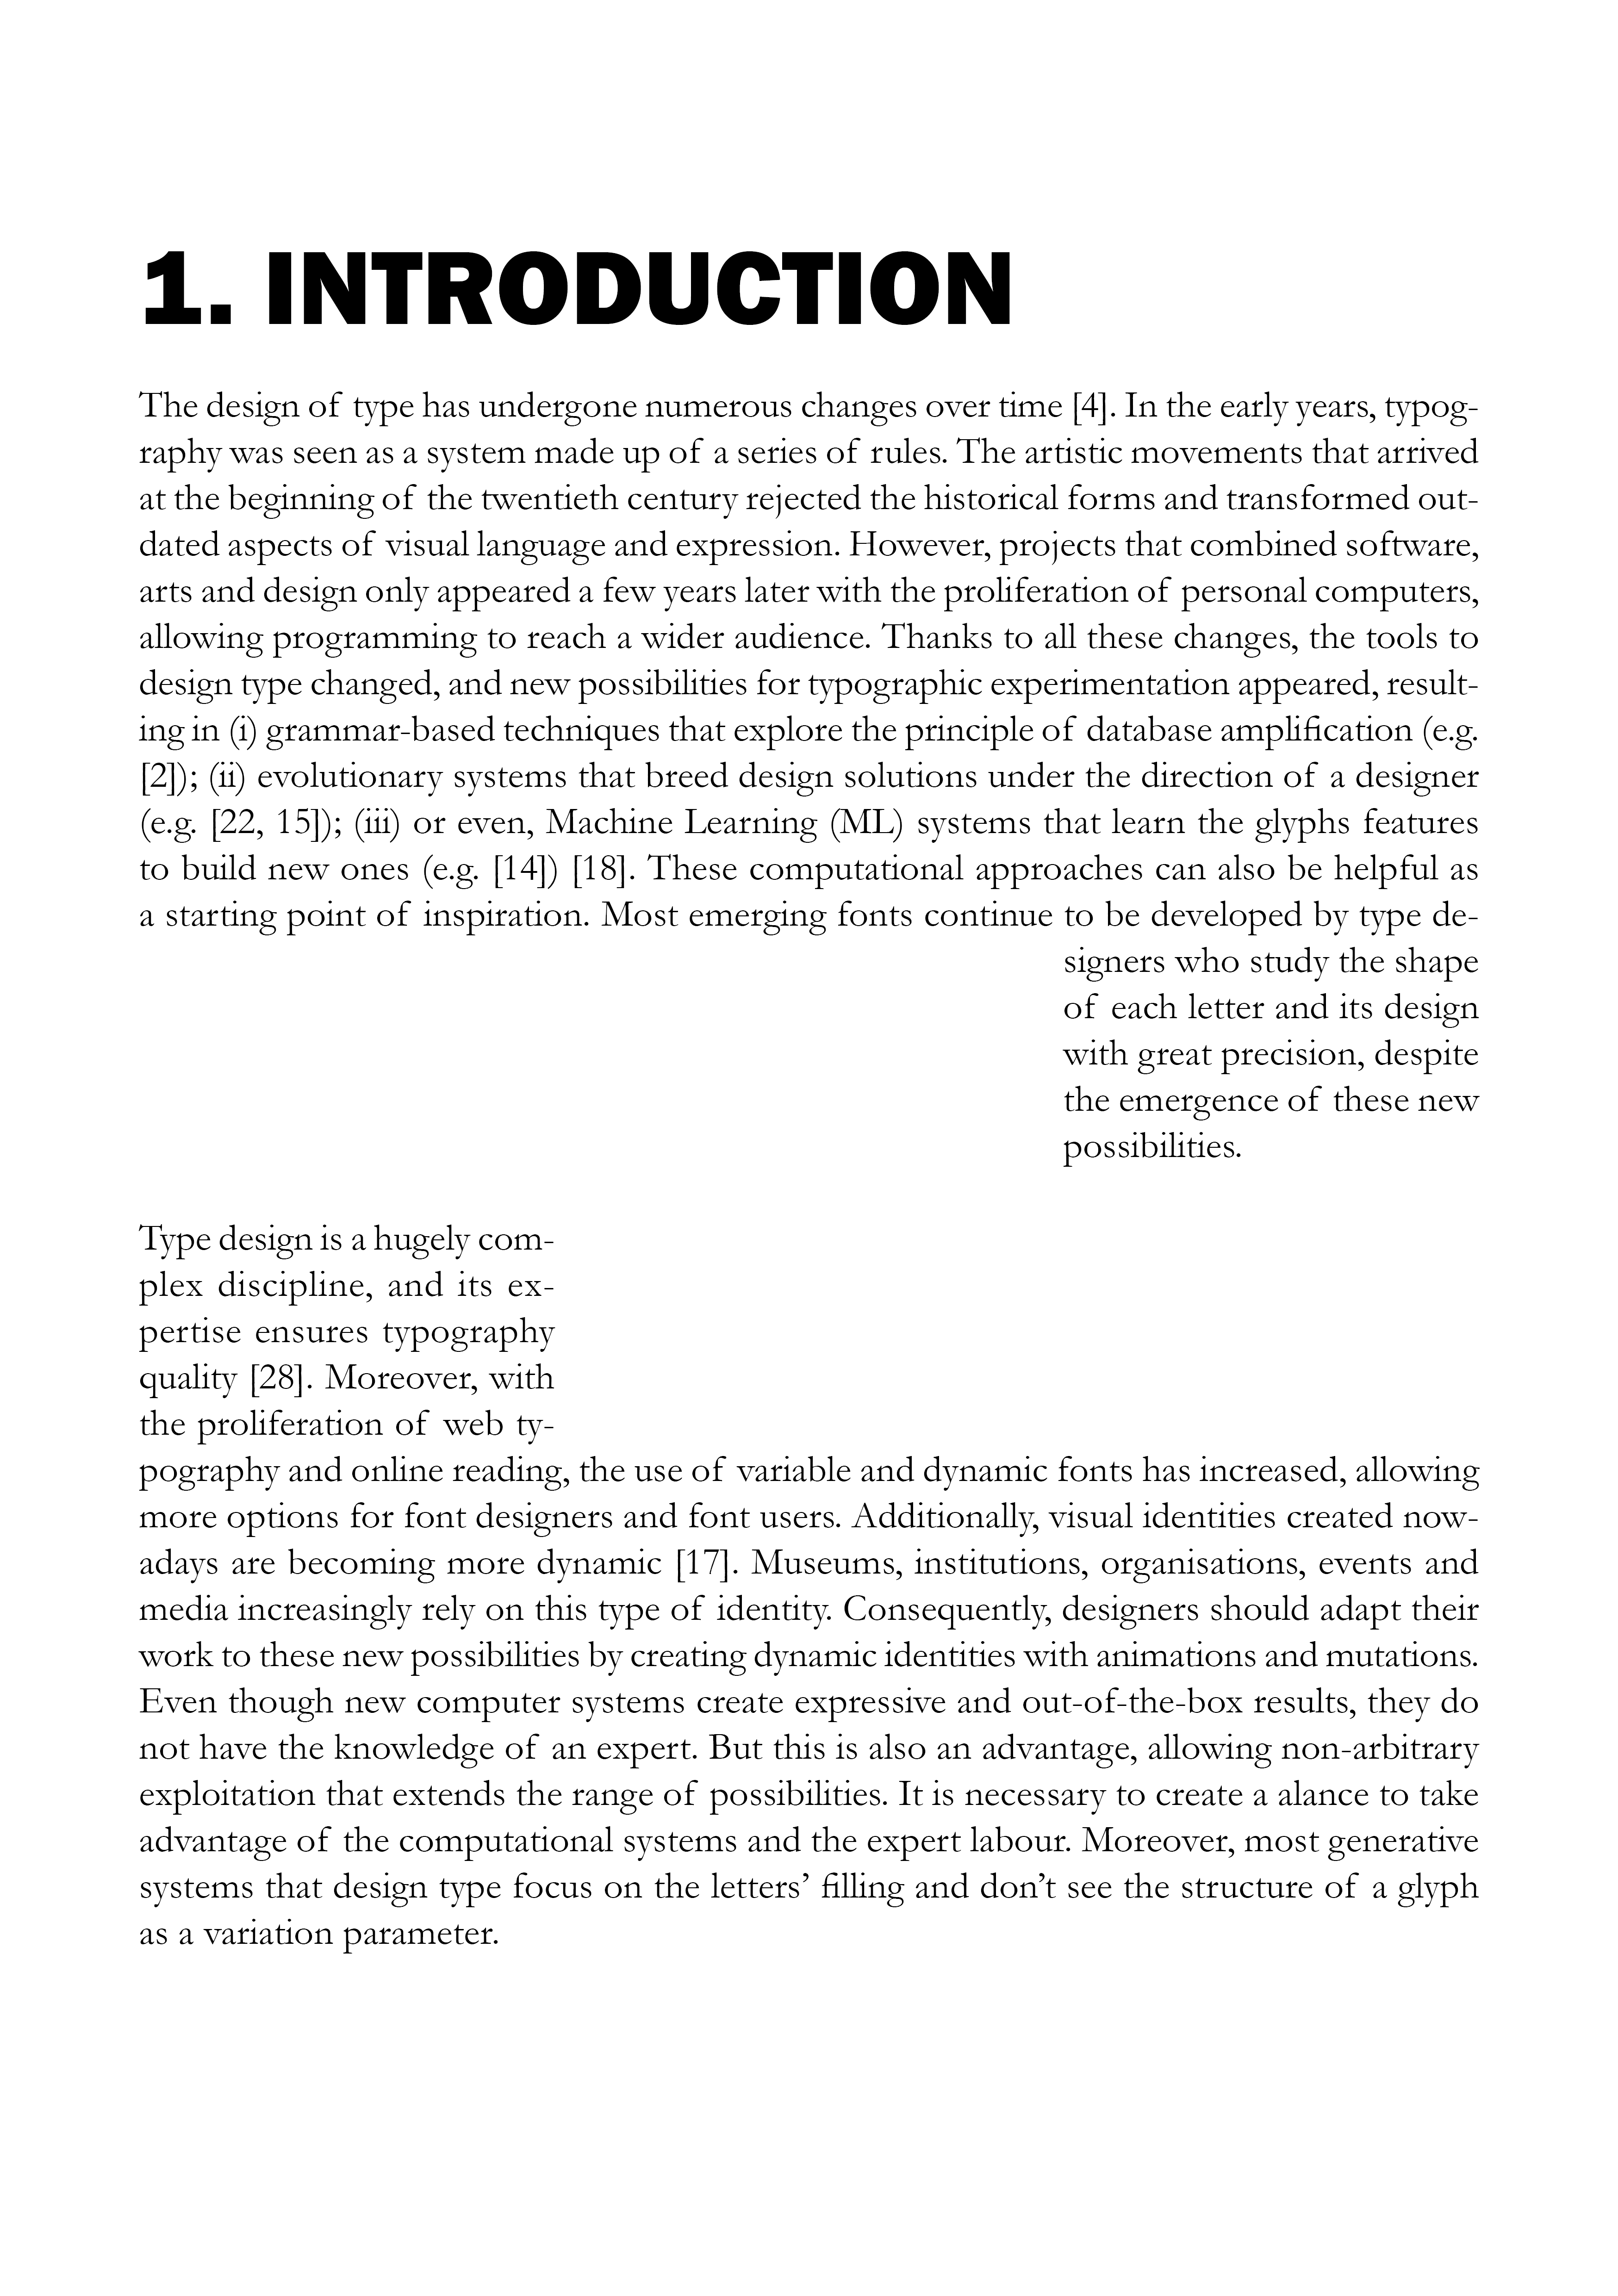 1. INTRODUCTION
The design of type has undergone numerous changes over time [4]. In the early years, typog-
raphy was seen as a system made up of a series of rules. The artistic movements that arrived
at the beginning of the twentieth century rejected the historical forms and transformed out-
dated aspects of visual language and expression. However, projects that combined software,
arts and design only appeared a few years later with the proliferation of personal computers,
allowing programming to reach a wider audience. Thanks to all these changes, the tools to
design type changed, and new possibilities for typographic experimentation appeared, result-
ing in (i) grammar-based techniques that explore the principle of database amplification (e.g.
[2]); (ii) evolutionary systems that breed design solutions under the direction of a designer
(e.g. [22, 15]); (iii) or even, Machine Learning (ML) systems that learn the glyphs features
to build new ones (e.g. [14]) [18]. These computational approaches can also be helpful as
a starting point of inspiration. Most emerging fonts continue to be developed by type de-
signers who study the shape
of each letter and its design
with great precision, despite
the emergence of these new
possibilities.
Type design is a hugely com-
plex discipline, and its ex-
pertise ensures typography
quality [28]. Moreover, with
the proliferation of web ty-
pography and online reading, the use of variable and dynamic fonts has increased, allowing
more options for font designers and font users. Additionally, visual identities created now-
adays are becoming more dynamic [17]. Museums, institutions, organisations, events and
media increasingly rely on this type of identity. Consequently, designers should adapt their
work to these new possibilities by creating dynamic identities with animations and mutations.
Even though new computer systems create expressive and out-of-the-box results, they do
not have the knowledge of an expert. But this is also an advantage, allowing non-arbitrary
exploitation that extends the range of possibilities. It is necessary to create a alance to take
advantage of the computational systems and the expert labour. Moreover, most generative
systems that design type focus on the letters’ filling and don’t see the structure of a glyph
as a variation parameter.